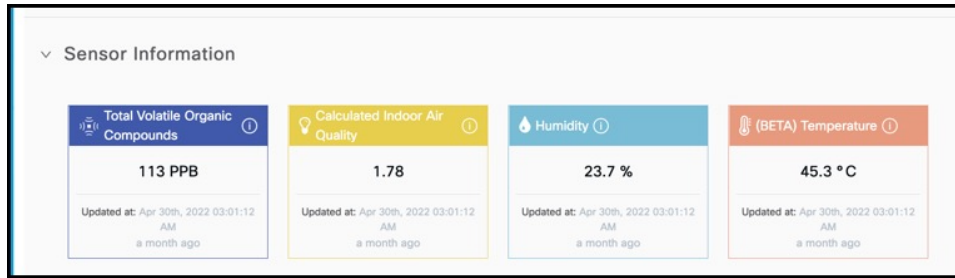 Sensor Information
Total Volatile Organic
Compounds
113 PPB
Updated at: Apr 30th, 2022 03:01:12
AM
a month ago
Calculated Indoor Air
Quality
1.78
Updated at: Apr 30th, 2022 03:01:12
AM
a month ago
Humidity
23.7 %
Updated at: Apr 30th, 2022 03:01:12
AM
a month ago
(BETA) Temperature
45.3 °C
Updated at: Apr 30th, 2022 03:01:12
AM
a month ago